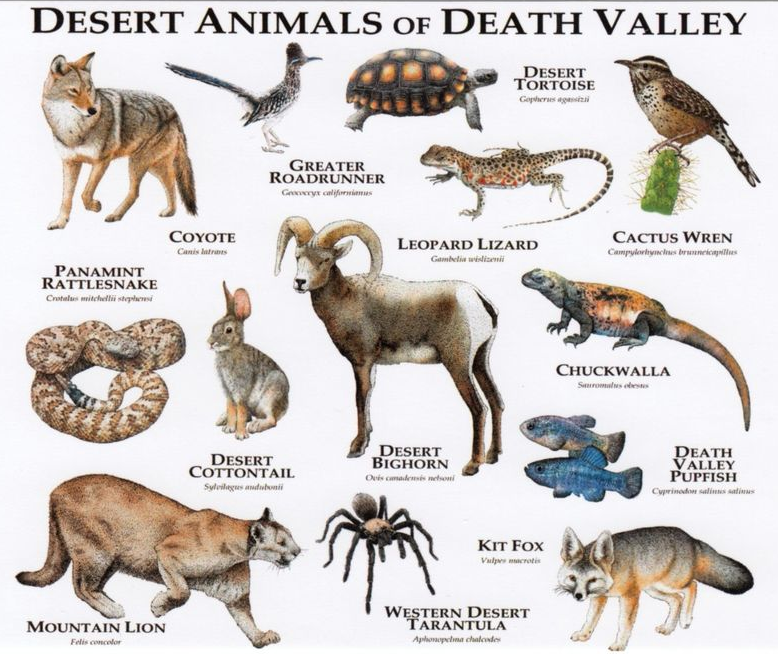 DESERT ANIMALS OF DEATH VALLEY
DESERT
TORTOISE
Gopherus agassizii
GREATER
ROADRUNNER
Geococcyx californianus
COYOTE
Canis latrans
LEOPARD LIZARD
Gambelia wislizenii
CACTUS WREN
Campylorhynchus brunneicapillus
PANAMINT
RATTLESNAKE
Crotalus mitchellii stephensi
CHUCKWALLA
Sauromalus obesus
DESERT
COTTONTAIL
Sylvilagus audubonii
DESERT
BIGHORN
Ovis canadensis nelsoni
DEATH
VALLEY
PUPFISH
Cyprinodon salinus salinus
KIT FOX
Vulpes macrotis
MOUNTAIN LION
Felis concolor
WESTERN DESERT
TARANTULA
Aphonopelma chalcodes